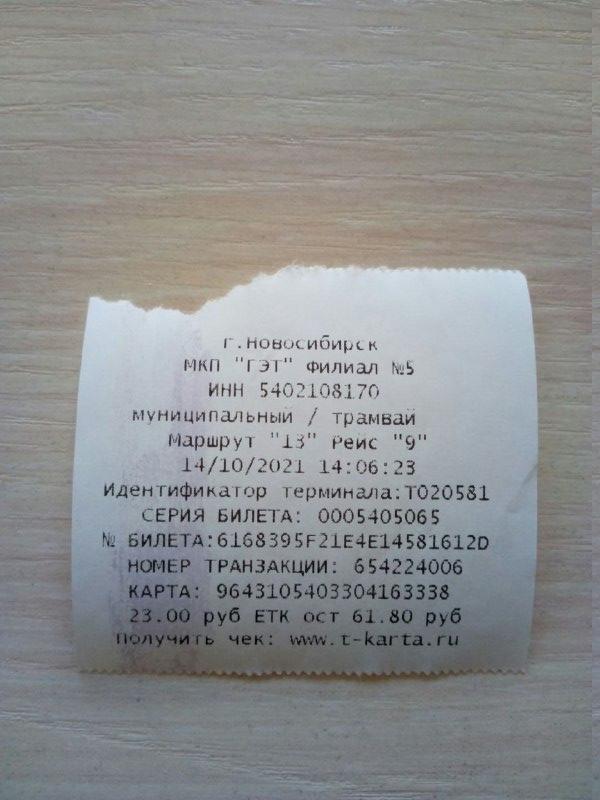 г.Новосибирск
МКП "ГЭТ" Филиал №5
ИНН 5402108170
муниципальный / трамвай
Маршрут "13" Рейс "9"
14/10/2021 14:06:23
Идентификатор терминала:T020581
СЕРИЯ БИЛЕТА: 0005405065
№ БИЛЕТА:6168395F21E4E14581612D
НОМЕР ТРАНЗАКЦИИ: 654224006
КАРТА: 9643105403304163338
23.00 руб ЕТК ост 61.80 руб
Получить чек: www.t-karta.ru